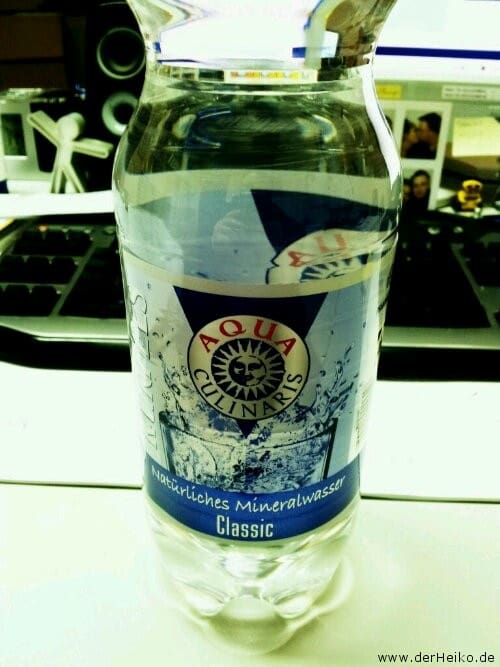 AQUA
CULINARIS
Natürliches Mineralwasser
Classic
www.derHeiko.de